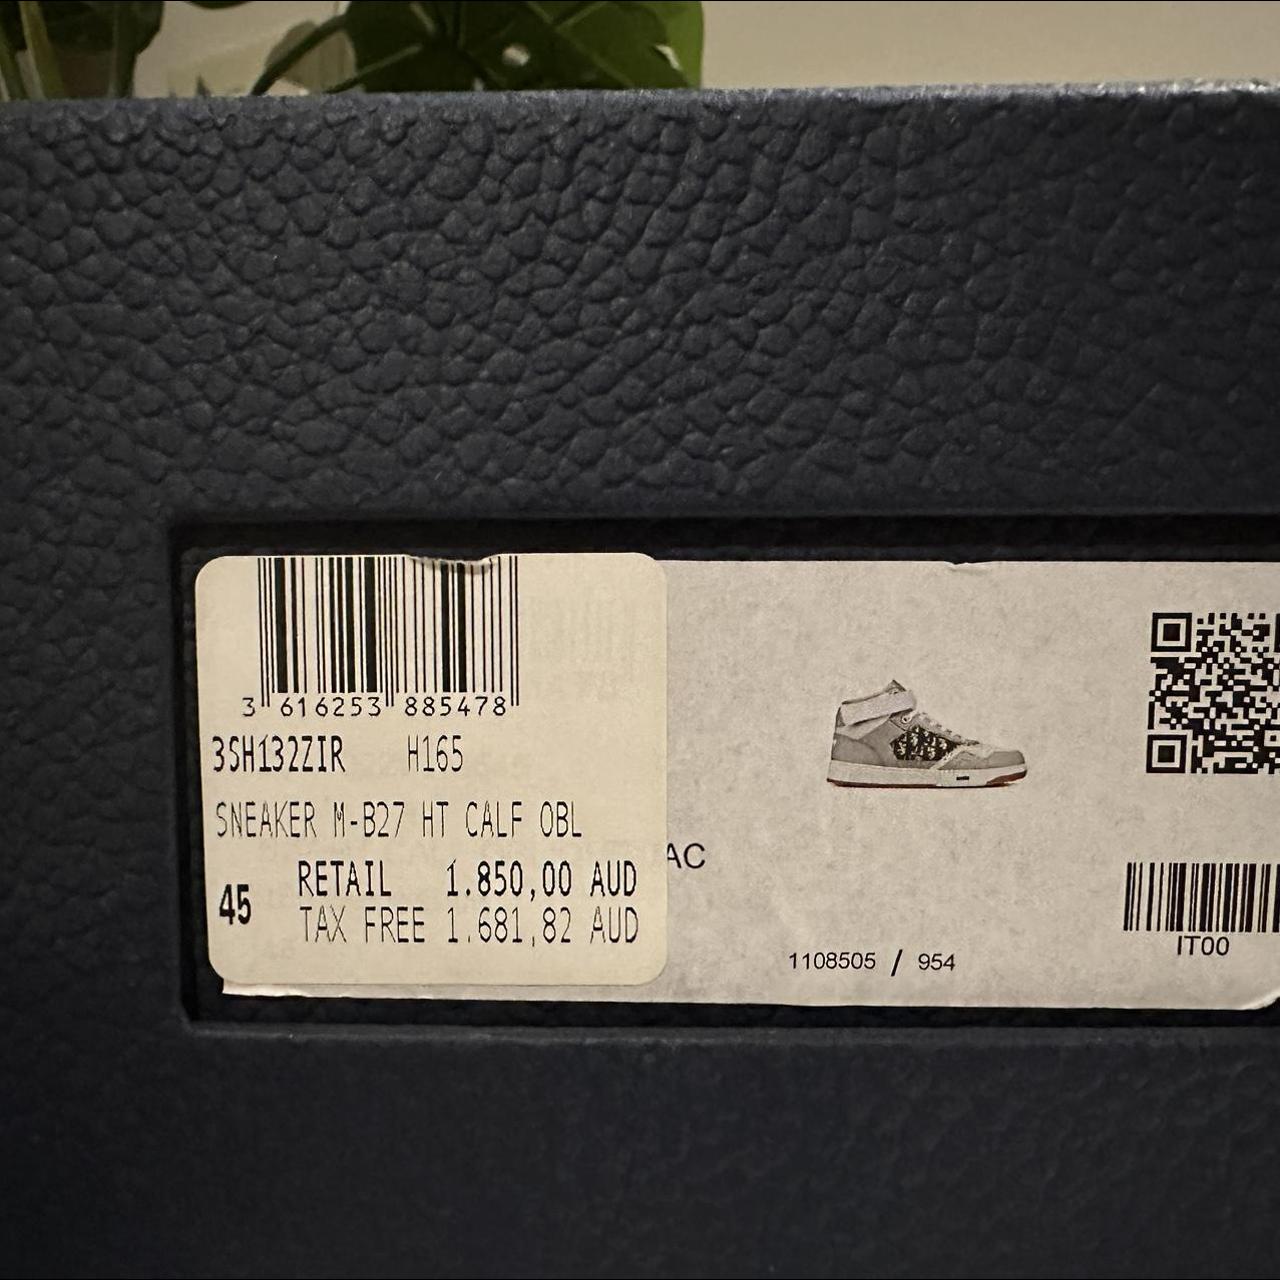 3 616253 885478
3SH132ZIR H165
SNEAKER M-B27 HT CALF OBL
RETAIL 1.850,00 AUD
45
TAX FREE 1.681,82 AUD
AC
1108505 / 954
IT00